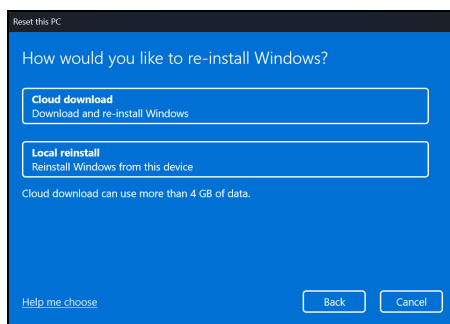 Reset this PC
How would you like to re-install Windows?
Cloud download
Download and re-install Windows
Local reinstall
Reinstall Windows from this device
Cloud download can use more than 4 GB of data.
Help me choose
Back
Cancel